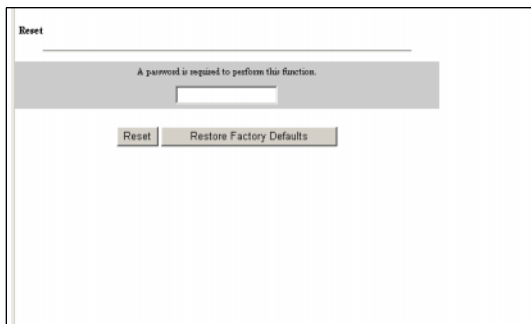 Reset
A password is required to perform this function.
Reset
Restore Factory Defaults